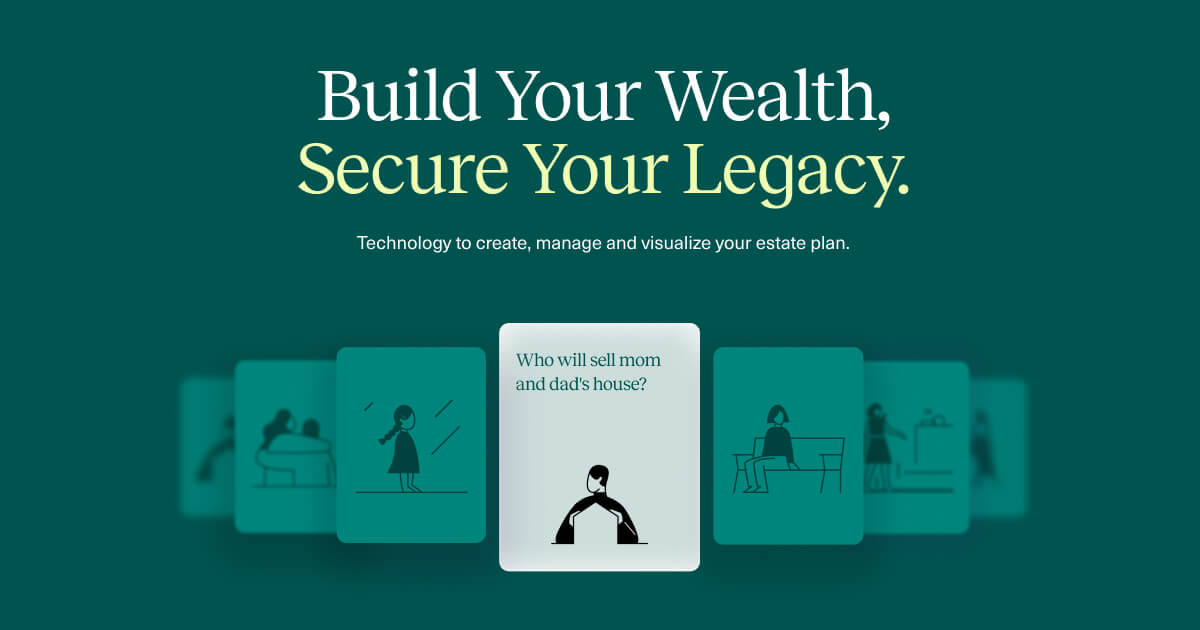 Build Your Wealth,
Secure Your Legacy.
Technology to create, manage and visualize your estate plan.
Who will sell mom
and dad's house?